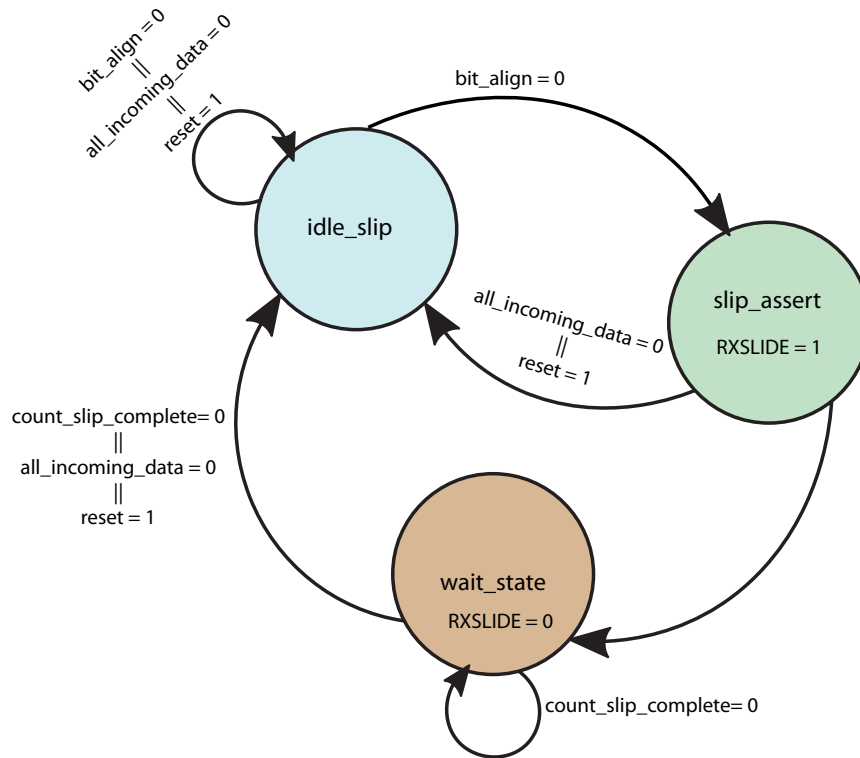 bit_align = 0
||
all_incoming_data = 0
||
reset = 1
bit_align = 0
idle_slip
slip_assert
RXSLIDE = 1
all_incoming_data = 0
||
reset = 1
count_slip_complete= 0
||
all_incoming_data = 0
||
reset = 1
wait_state
RXSLIDE = 0
count_slip_complete= 0